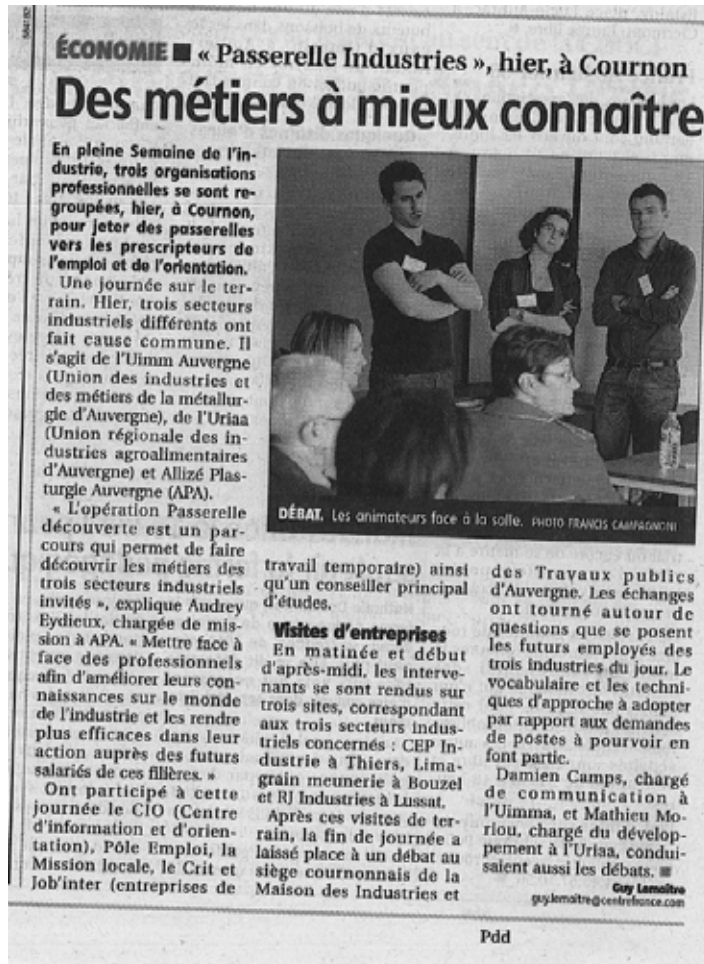 ÉCONOMIE ■ « Passerelle Industries », hier, à Cournon
Des métiers à mieux connaître
En pleine Semaine de l'in-
dustrie, trois organisations
professionnelles se sont re-
groupées, hier, à Cournon,
pour jeter des passerelles
vers les prescripteurs de
l'emploi et de l'orientation.
Une journée sur le ter-
rain. Hier, trois secteurs
industriels différents ont
fait cause commune. Il
s'agit de l'Uimm Auvergne
(Union des industries et
des métiers de la métallur-
gie d'Auvergne), de l'Uriaa
(Union régionale des in-
dustries agroalimentaires
d'Auvergne) et Allizé Plas-
turgie Auvergne (APA).
« L'opération Passerelle
découverte est un par-
cours qui permet de faire
découvrir les métiers des
trois secteurs industriels
invités », explique Audrey
Eydieux, chargée de mis-
sion à APA. « Mettre face à
face des professionnels
afin d'améliorer leurs con-
naissances sur le monde
de l'industrie et les rendre
plus efficaces dans leur
action auprès des futurs
salariés de ces filières. »
Ont participé à cette
journée le CIO (Centre
d'information et d'orien-
tation), Pôle Emploi, la
Mission locale, le Crit et
Job'inter (entreprises de
DÉBAT. Les animateurs face à la salle. PHOTO FRANCIS CAMPAGNONI
travail temporaire) ainsi
qu'un conseiller principal
d'études.
Visites d'entreprises
En matinée et début
d'après-midi, les interve-
nants se sont rendus sur
trois sites, correspondant
aux trois secteurs indus-
triels concernés : CEP In-
dustrie à Thiers, Lima-
grain meunerie à Bouzel
et RJ Industries à Lussat.
Après ces visites de ter-
rain, la fin de journée a
laissé place à un débat au
siège cournonnais de la
Maison des Industries et
des Travaux publics
d'Auvergne. Les échanges
ont tourné autour de
questions que se posent
les futurs employés des
trois industries du jour. Le
vocabulaire et les techni-
ques d'approche à adopter
par rapport aux demandes
de postes à pourvoir en
font partie.
Damien Camps, chargé
de communication à
l'Uimma, et Mathieu Mo-
riou, chargé du dévelop-
pement à l'Uriaa, condui-
saient aussi les débats. ■
Guy Lemaître
guy.lemaitre@centrefrance.com
Pdd